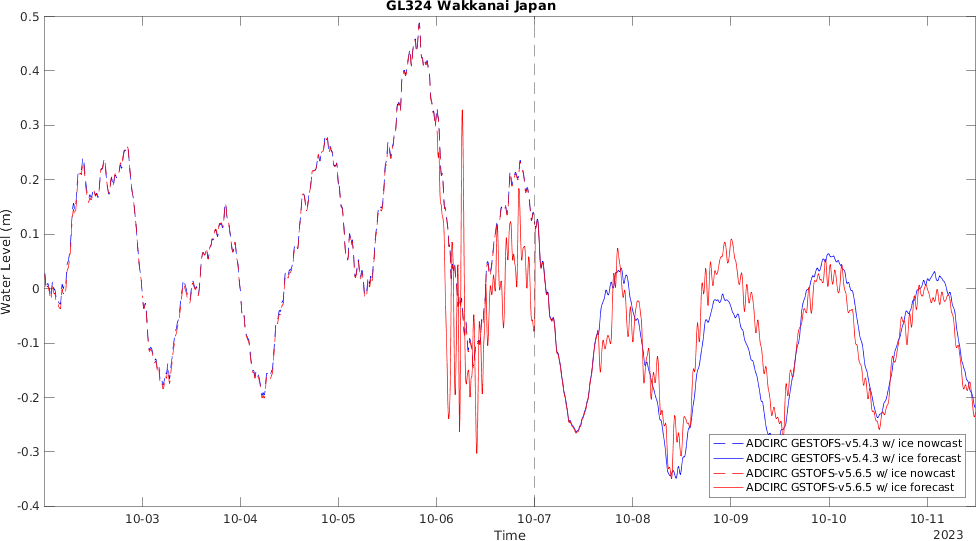 GL324 Wakkanai Japan
0.5
0.4
0.3
0.2
0.1
0
-0.1
-0.2
-0.3
-0.4
Water Level (m)
ADCIRC GESTOFS-v5.4.3 w/ ice nowcast
ADCIRC GESTOFS-v5.4.3 w/ ice forecast
ADCIRC GSTOFS-v5.6.5 w/ ice nowcast
ADCIRC GSTOFS-v5.6.5 w/ ice forecast
10-03 10-04 10-05 10-06 10-07 10-08 10-09 10-10 10-11
Time
2023